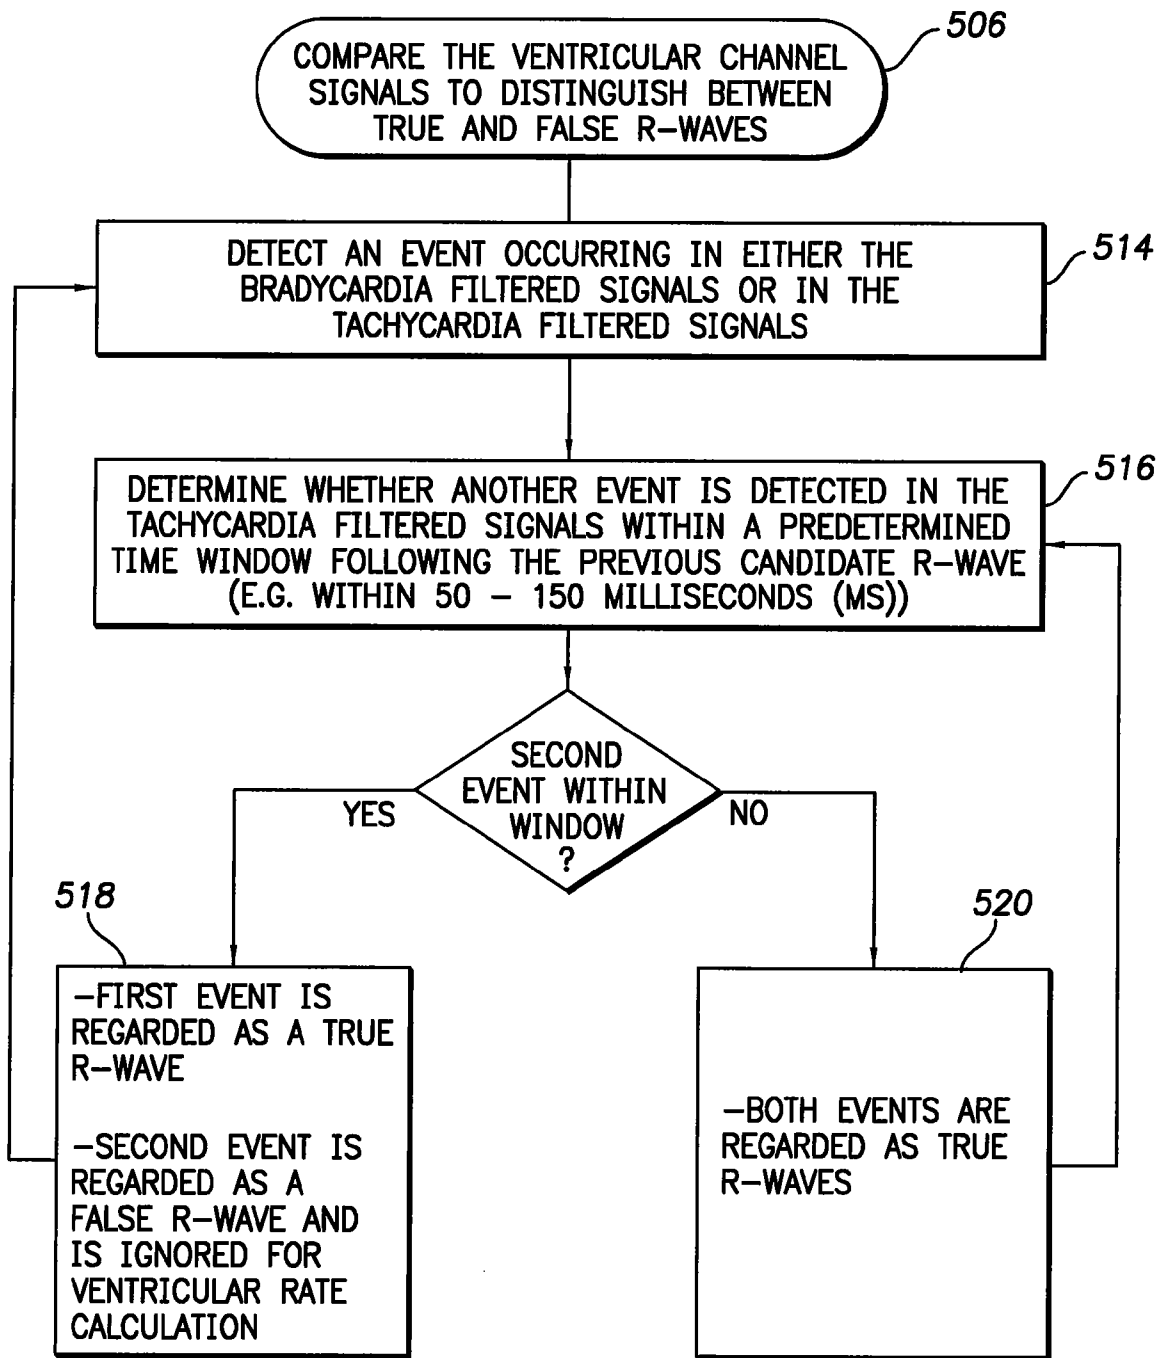 506
COMPARE THE VENTRICULAR CHANNEL
SIGNALS TO DISTINGUISH BETWEEN
TRUE AND FALSE R-WAVES
514
DETECT AN EVENT OCCURRING IN EITHER THE
BRADYCARDIA FILTERED SIGNALS OR IN THE
TACHYCARDIA FILTERED SIGNALS
516
DETERMINE WHETHER ANOTHER EVENT IS DETECTED IN THE
TACHYCARDIA FILTERED SIGNALS WITHIN A PREDETERMINED
TIME WINDOW FOLLOWING THE PREVIOUS CANDIDATE R-WAVE
(E.G. WITHIN 50 - 150 MILLISECONDS (MS))
SECOND
EVENT WITHIN
WINDOW
?
YES
NO
518
-FIRST EVENT IS
REGARDED AS A TRUE
R-WAVE
-SECOND EVENT IS
REGARDED AS A
FALSE R-WAVE AND
IS IGNORED FOR
VENTRICULAR RATE
CALCULATION
520
-BOTH EVENTS ARE
REGARDED AS TRUE
R-WAVES